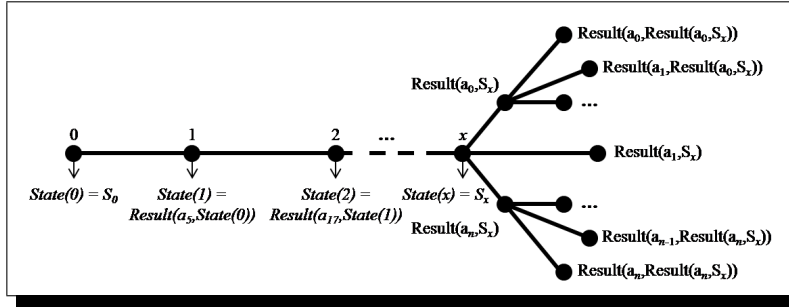 Result(a0,Result(a0,Sx))
Result(a1,Result(a0,Sx))
Result(a0,Sx)
...
0 1 2 ... x
Result(a1,Sx)
State(0) = S0 State(1) = State(2) = State(x) = Sx
Result(a5,State(0)) Result(a17,State(1))
...
Result(an,Sx)
Result(an-1,Result(an,Sx))
Result(an,Result(an,Sx))